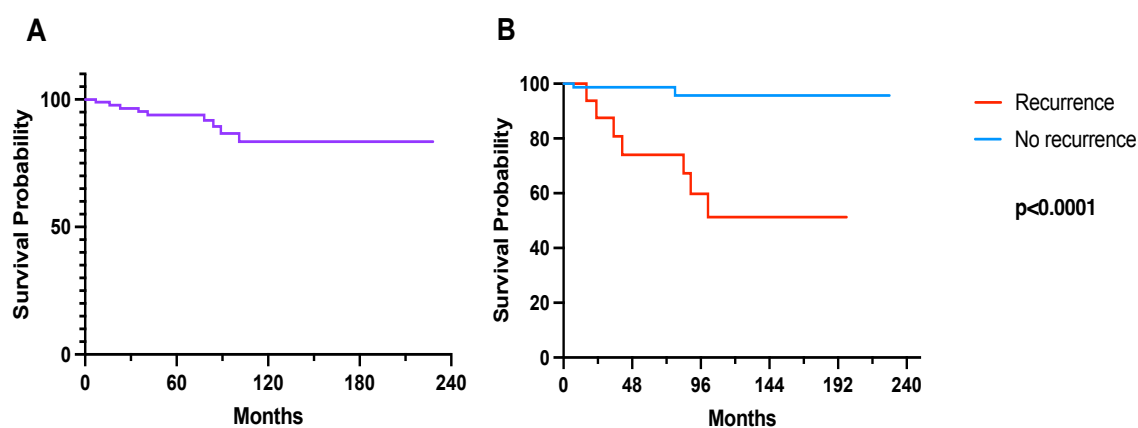 A
Survival Probability
100
50
0
0 60 120 180 240
Months
B
Survival Probability
100
80
60
40
20
0
0 48 96 144 192 240
Months
Recurrence
No recurrence
p<0.0001